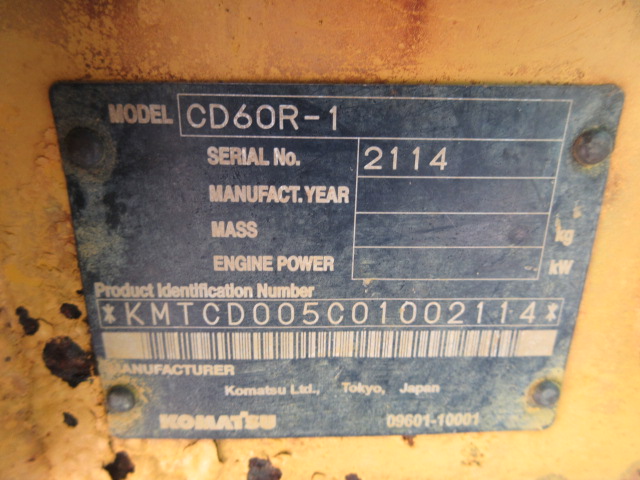 MODEL CD60R-1
SERIAL No. 2114
MANUFACT. YEAR
MASS kg
ENGINE POWER kW
Product Identification Number
*KMTCD005C01002114*
MANUFACTURER
Komatsu Ltd., Tokyo, Japan
KOMATSU 09601-10001